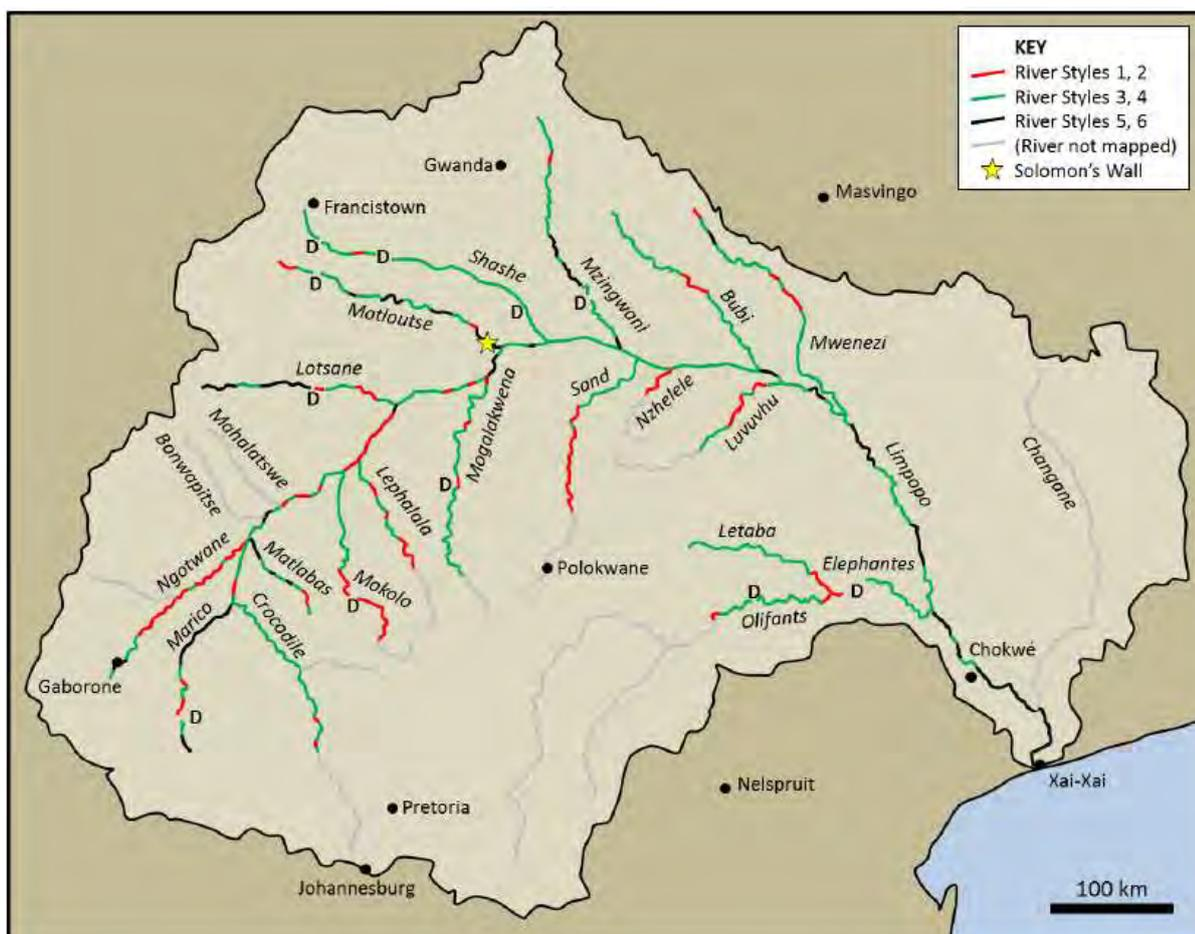 KEY
River Styles 1, 2
River Styles 3, 4
River Styles 5, 6
(River not mapped)
Solomon's Wall
Gwanda
Masvingo
Francistown
D
D
Shashe
Mzingwani
D
D
D
Bubi
Motloutse
Mwenezi
Lotsane
D
Sand
Nzhelele
Luvuvhu
Mogalakwena
Mahalatswe
Bonwapitse
Limpopo
Changane
Lephalala
D
Ngotwane
Matlabas
Mokolo
D
Letaba
Polokwane
Elephantes
D
D
Olifants
Marico
Crocodile
Gaborone
D
Chokwé
Nelspruit
Xai-Xai
Pretoria
Johannesburg
100 km